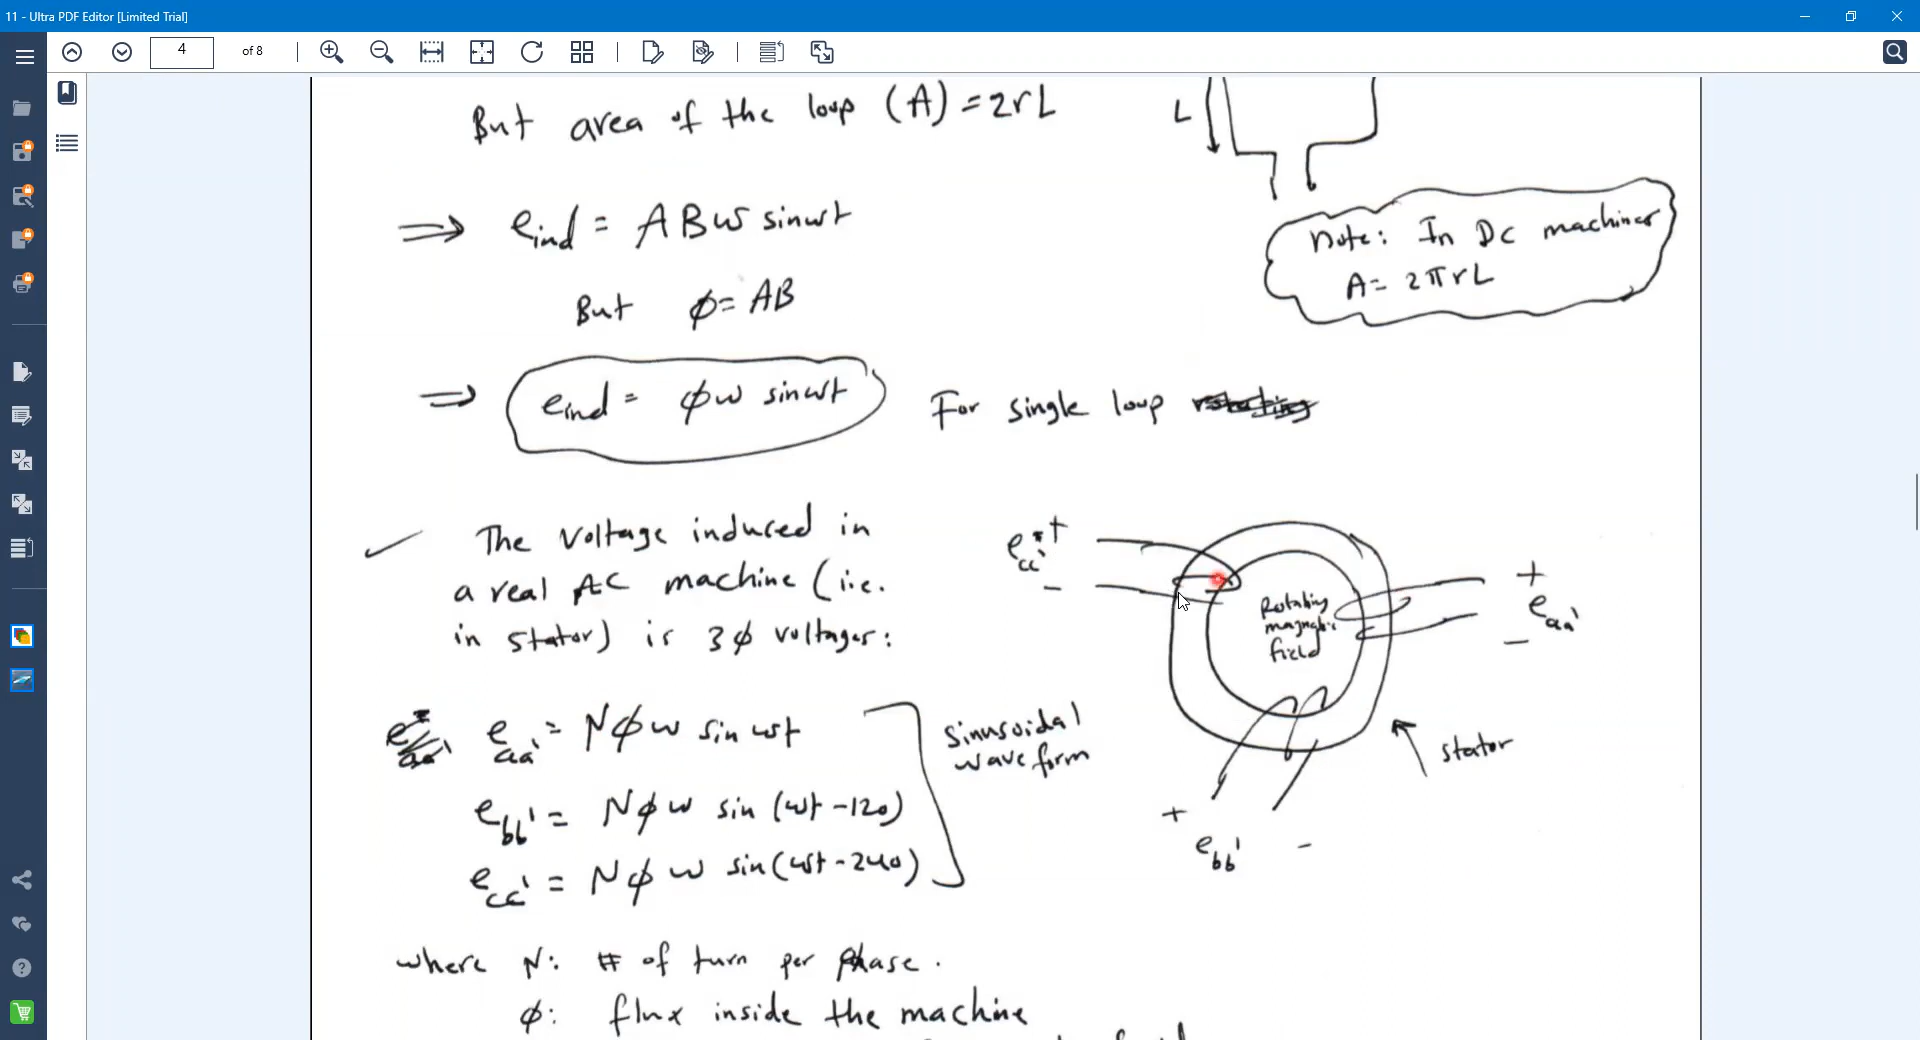 11 - Ultra PDF Editor [Limited Trial]
4 of 8
But area of the loop (A) = 2rL
L
⇒ e_ind = A B ω sinωt
Note: In DC machines
A = 2πrL
But φ = AB
⇒ e_ind = φω sinωt For single loop
✓ The voltage induced in
a real AC machine (i.e.
in stator) is 3φ voltages:
e_cc' +
-
Rotating
magnetic
field
+
e_aa'
-
stator
+
e_bb' -
e_aa' = Nφω sin ωt
e_bb' = Nφω sin (ωt - 120)
e_cc' = Nφω sin (ωt - 240)
Sinusoidal
waveform
where N: # of turn per phase.
φ: flux inside the machine